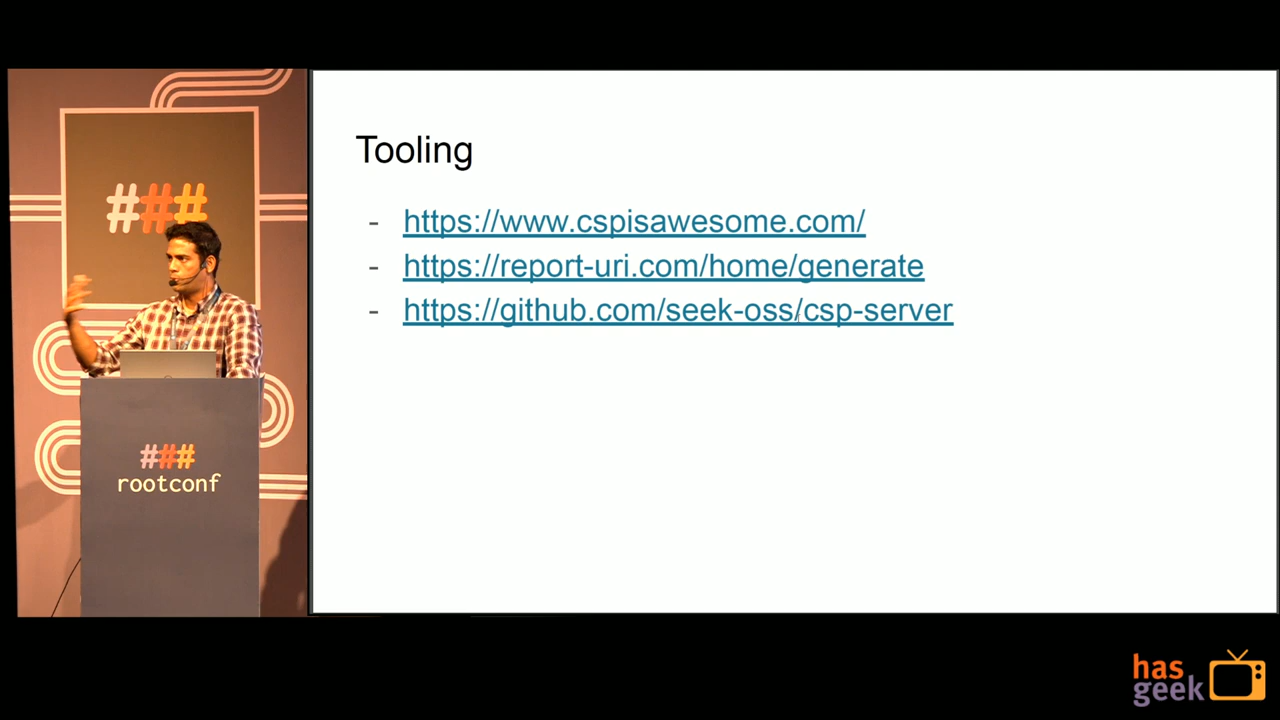 ###
###
rootconf
Tooling
- https://www.cspisawesome.com/
- https://report-uri.com/home/generate
- https://github.com/seek-oss/csp-server
has
geek